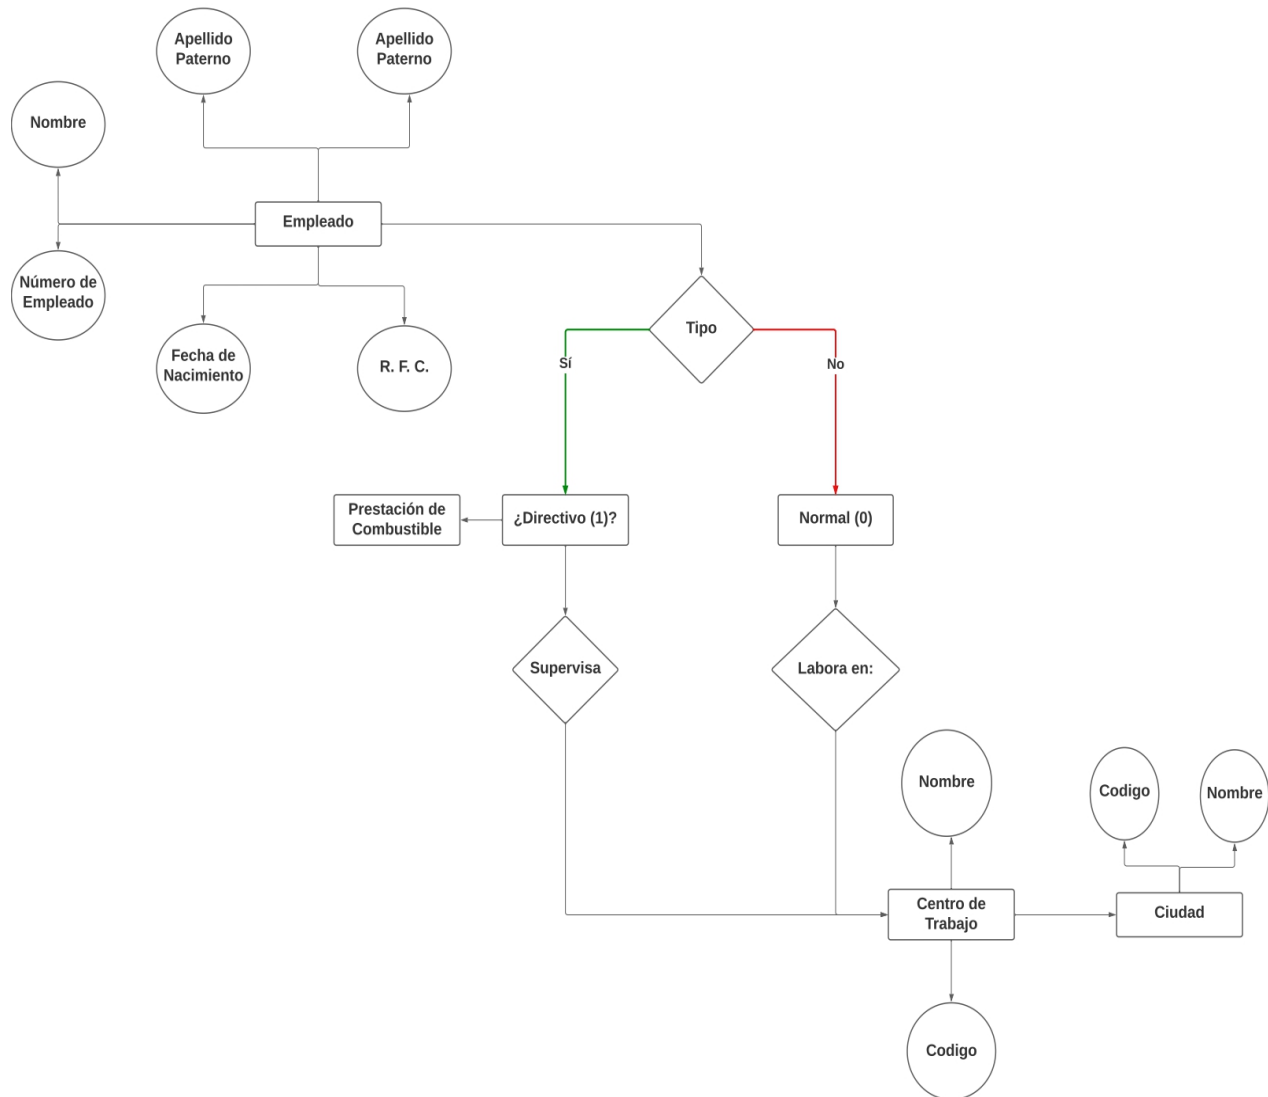 Apellido
Paterno
Apellido
Paterno
Nombre
Empleado
Número de
Empleado
Fecha de
Nacimiento
R. F. C.
Tipo
Sí
No
Prestación de
Combustible
¿Directivo (1)?
Normal (0)
Supervisa
Labora en:
Nombre
Codigo
Nombre
Centro de
Trabajo
Ciudad
Codigo